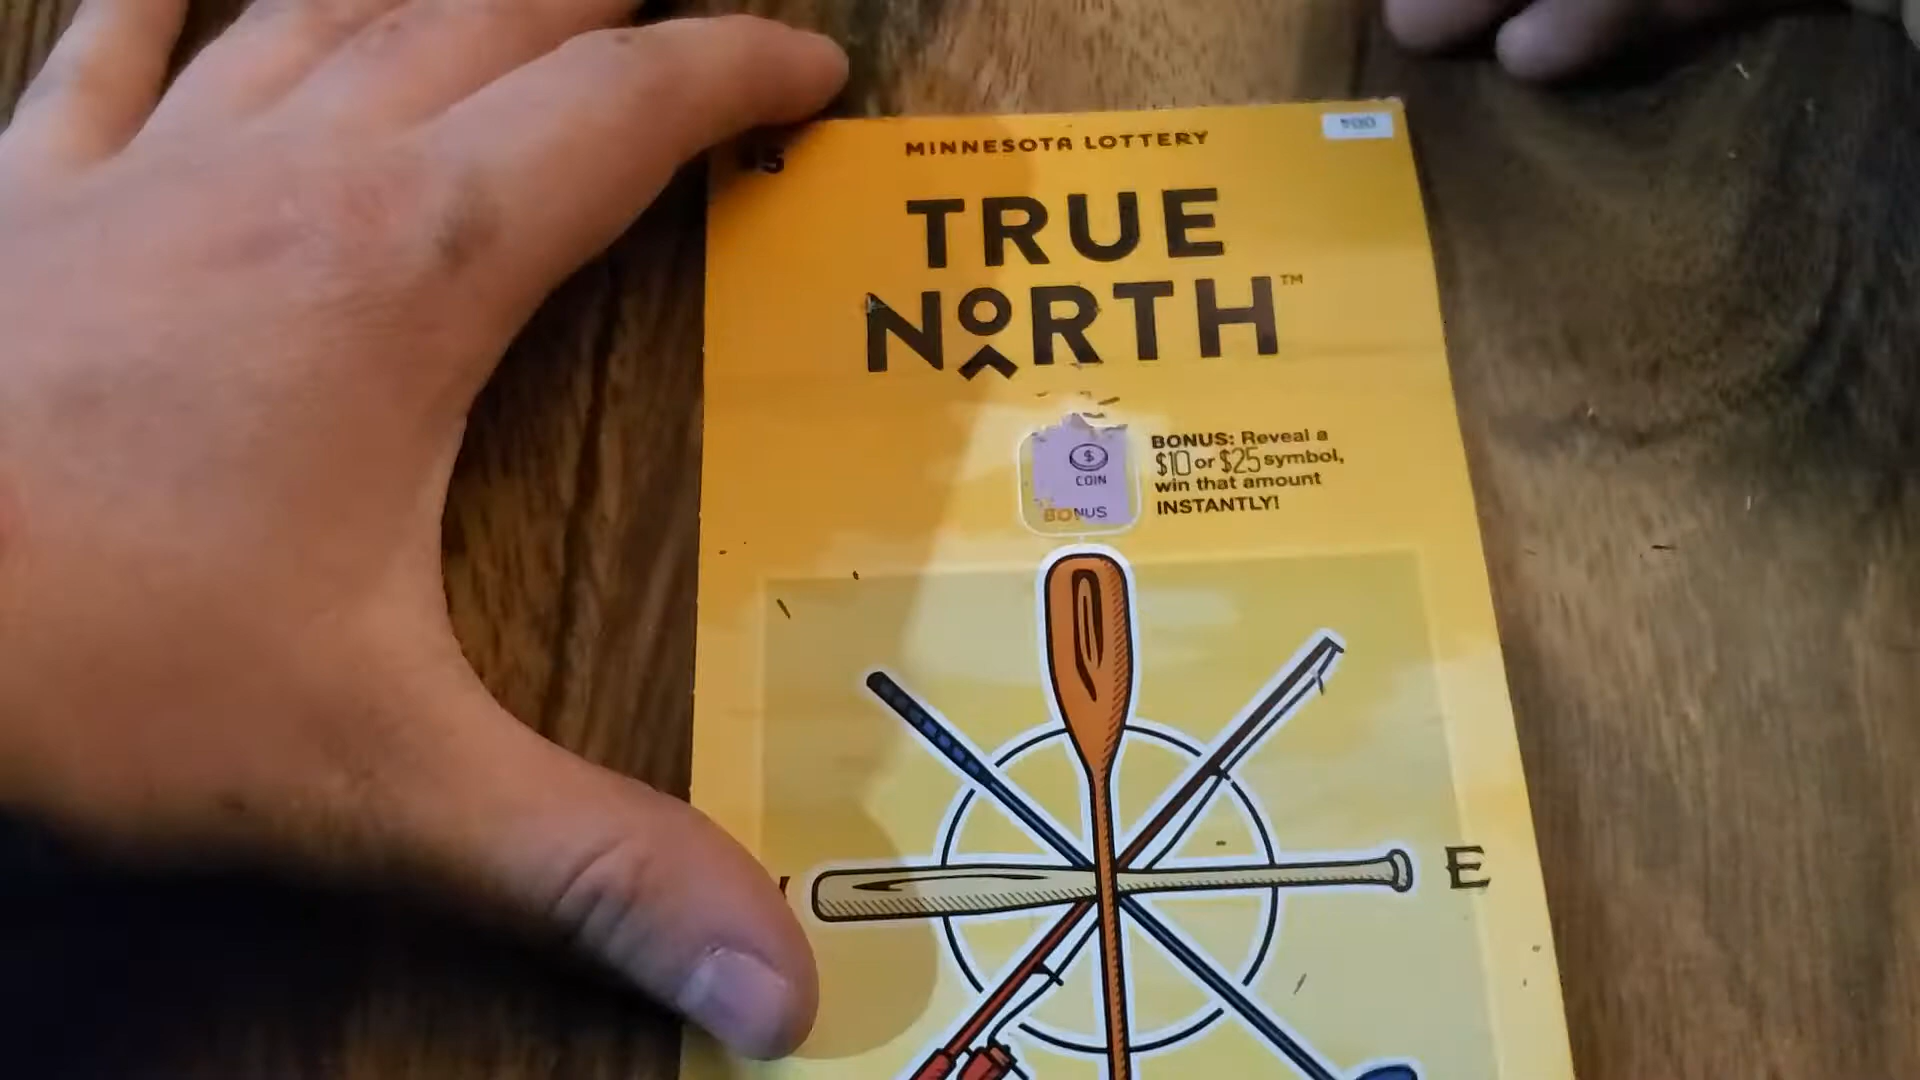 MINNESOTA LOTTERY
TRUE
NORTH™
$
COIN
BONUS
BONUS: Reveal a
$10 or $25 symbol,
win that amount
INSTANTLY!
E